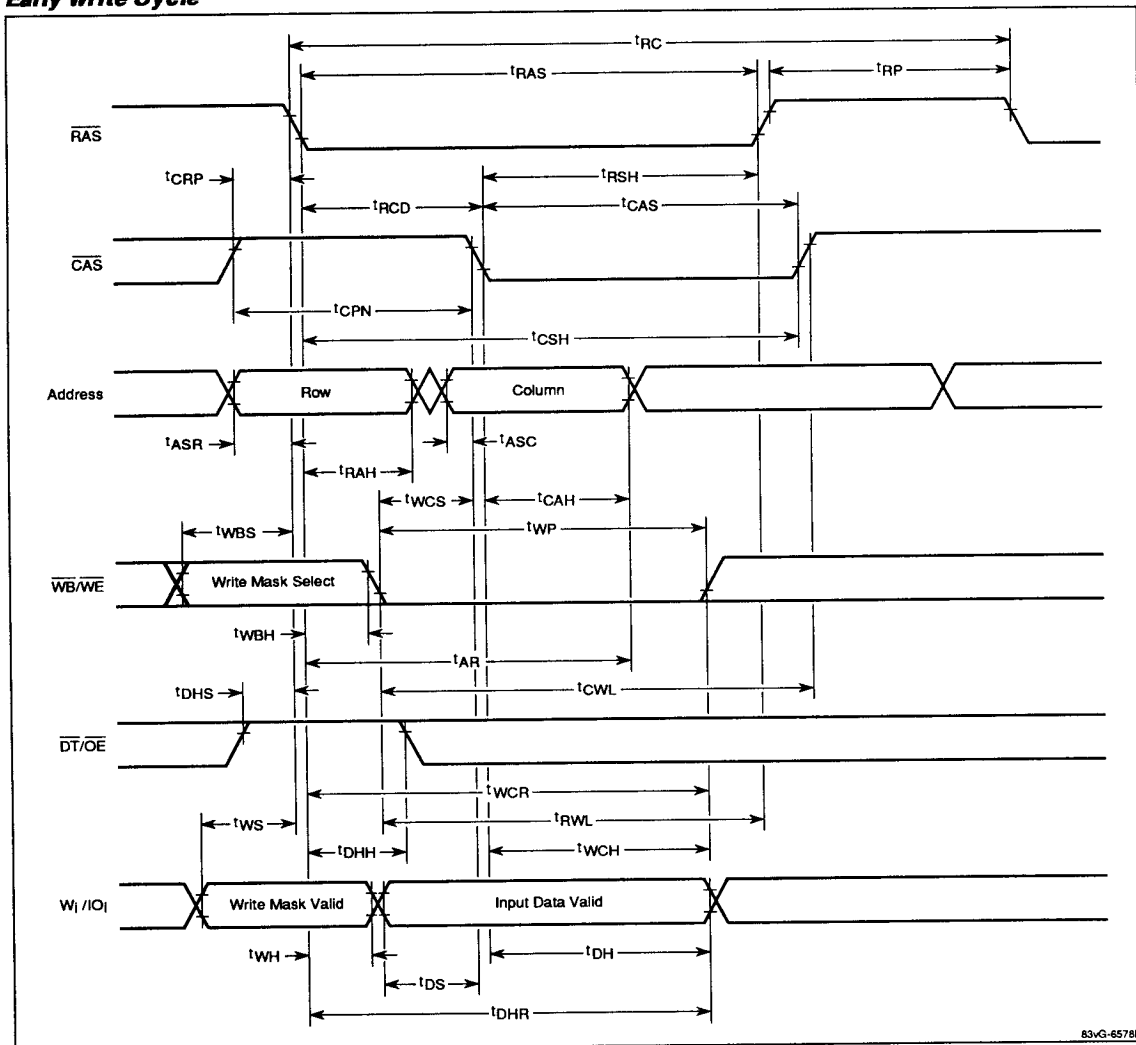 Early Write Cycle
tRC
tRAS
tRP
RAS
tCRP
tRSH
tRCD
tCAS
CAS
tCPN
tCSH
Address
Row
Column
tASR
tASC
tRAH
tWCS
tCAH
tWBS
tWP
WB/WE
Write Mask Select
tWBH
tAR
tDHS
tCWL
DT/OE
tWCR
tWS
tRWL
tDHH
tWCH
Wi /IOi
Write Mask Valid
Input Data Valid
tWH
tDH
tDS
tDHR